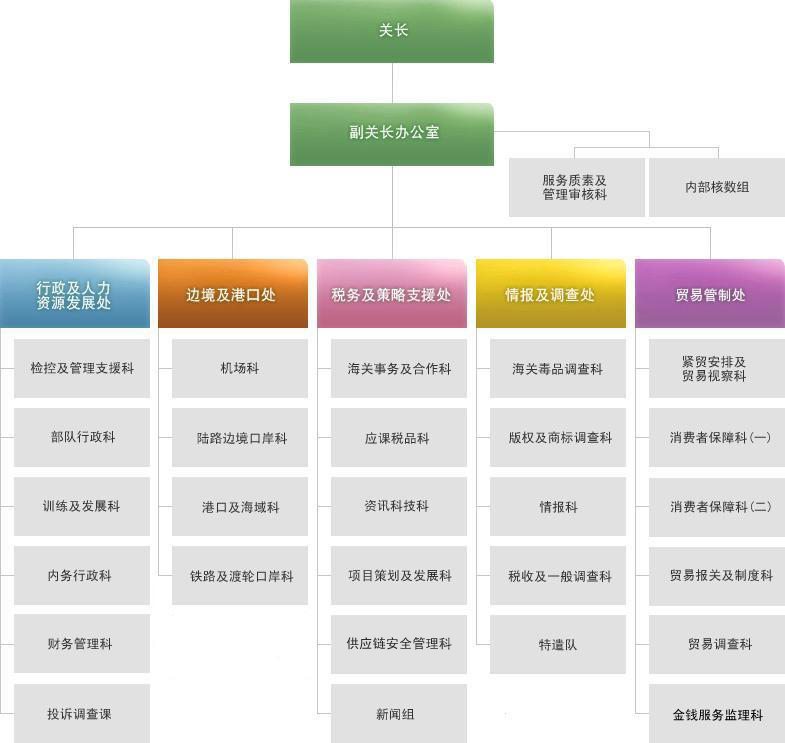 关长
副关长办公室
服务质素及
管理审核科
内部核数组
行政及人力
资源发展处
边境及港口处
税务及策略支援处
情报及调查处
贸易管制处
检控及管理支援科
机场科
海关事务及合作科
海关毒品调查科
紧贸安排及
贸易视察科
部队行政科
陆路边境口岸科
应课税品科
版权及商标调查科
消费者保障科(一)
训练及发展科
港口及海域科
资讯科技科
情报科
消费者保障科(二)
内务行政科
铁路及渡轮口岸科
项目策划及发展科
税收及一般调查科
贸易报关及制度科
财务管理科
供应链安全管理科
特遣队
贸易调查科
投诉调查课
新闻组
金钱服务监理科